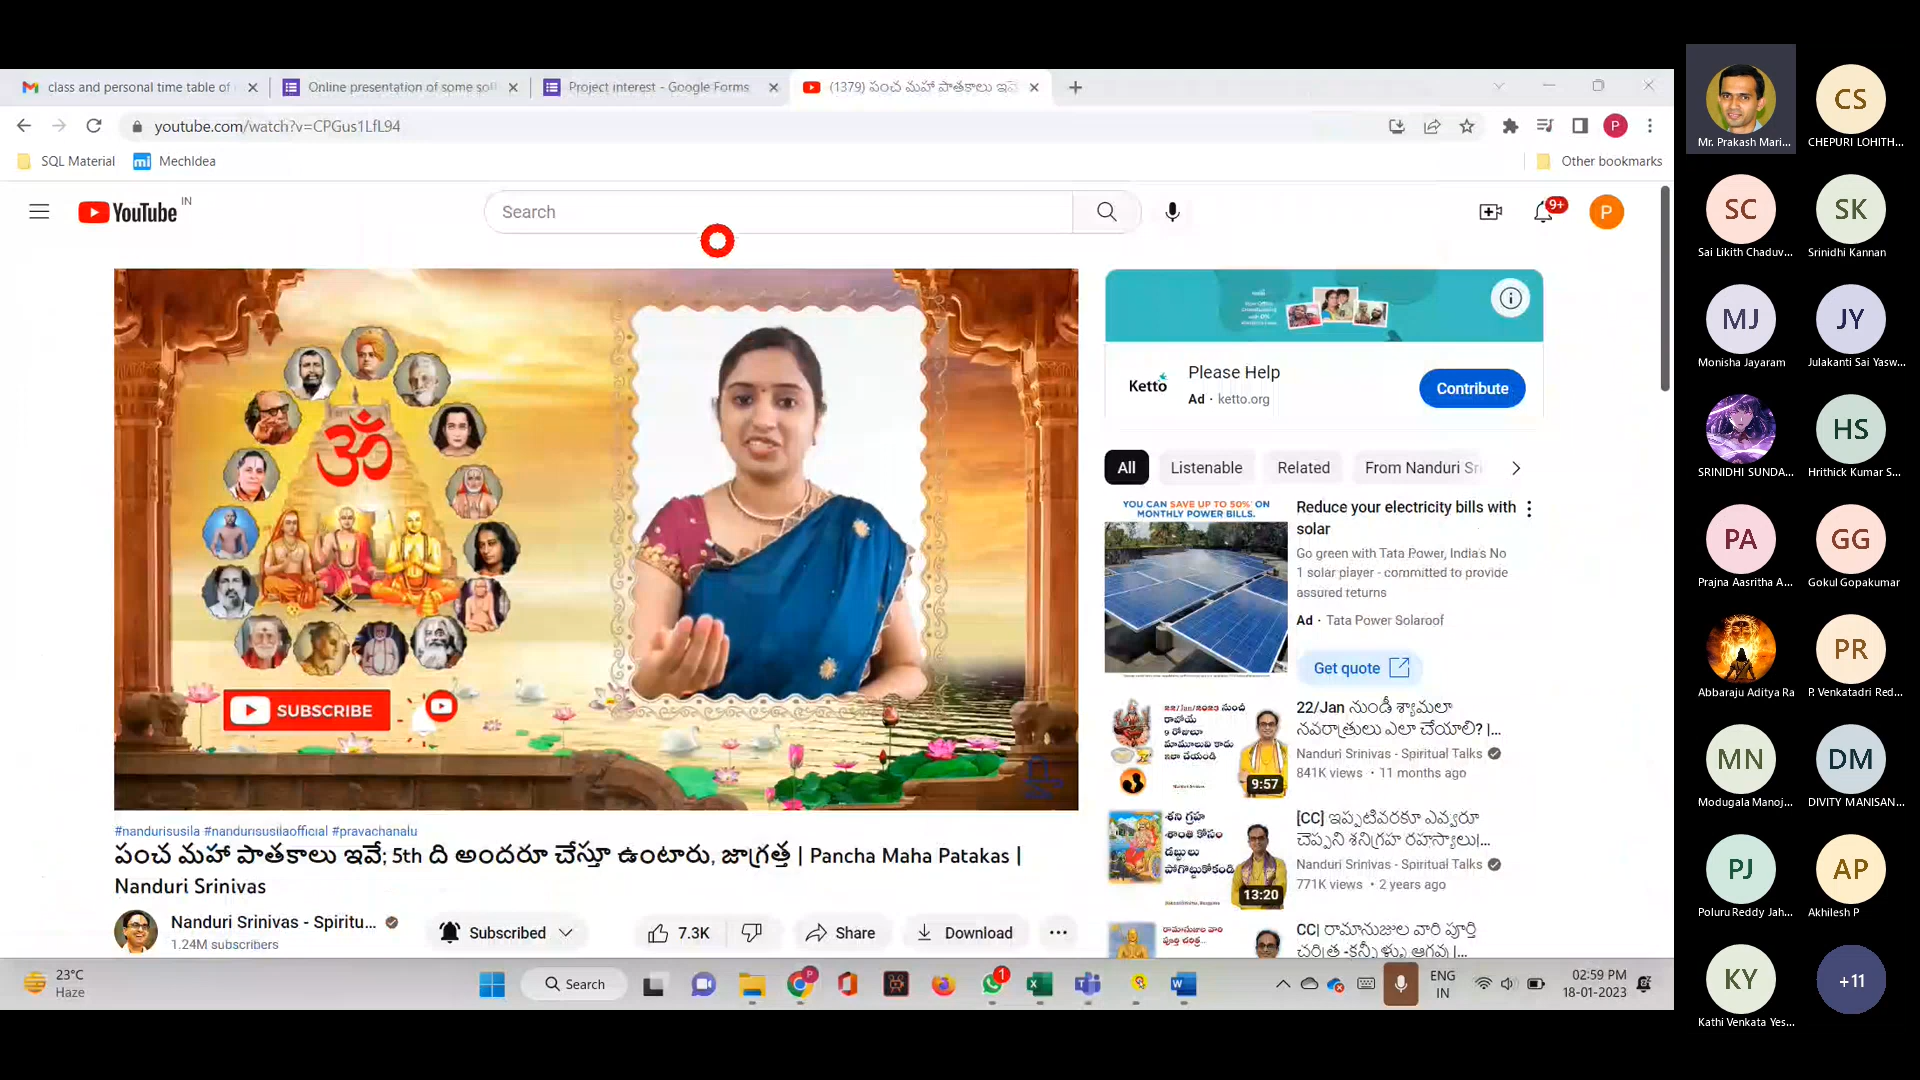 class and personal time table of
Online presentation of some sof
Project interest - Google Forms
(1379) పంచ మహా పాతకాలు ఇవే
youtube.com/watch?v=CPGus1LfL94
P
SQL Material
MechIdea
Other bookmarks
YouTube IN
Search
9+
P
SUBSCRIBE
ॐ
#nandurisusila #nandurisusilaofficial #pravachanalu
పంచ మహా పాతకాలు ఇవే; 5th ది అందరూ చేస్తూ ఉంటారు, జాగ్రత్త | Pancha Maha Patakas |
Nanduri Srinivas
Nanduri Srinivas - Spiritu...
1.24M subscribers
Subscribed
7.3K
Share
Download
Ketto
Please Help
Ad · ketto.org
Contribute
All
Listenable
Related
From Nanduri Sri
YOU CAN SAVE UP TO 50%* ON
MONTHLY POWER BILLS.
Reduce your electricity bills with
solar
Go green with Tata Power, India's No
1 solar player - committed to provide
assured returns
Ad · Tata Power Solaroof
Get quote
22/Jan/2023 నుంచి
రాబోయే
9 రోజులూ
మామూలువి కాదు
ఇలా చేయండి
9:57
22/Jan నుండీ శ్యామలా
నవరాత్రులు ఎలా చేయాలి? |...
Nanduri Srinivas - Spiritual Talks
841K views · 11 months ago
శని గ్రహ
శాంతి కోసం
డబ్బులు
పోగొట్టుకోకండి
13:20
[CC] ఇప్పటివరకూ ఎవ్వరూ
చెప్పని శనిగ్రహ రహస్యాలు|...
Nanduri Srinivas - Spiritual Talks
771K views · 2 years ago
రామానుజుల వారి
CC| రామానుజుల వారి పూర్తి
చరిత్ర -కన్నీళ్ళు ఆగవు |...
23°C
Haze
Search
P
1
ENG
IN
02:59 PM
18-01-2023
Mr. Prakash Mari...
CS
CHEPURI LOHITH...
SC
Sai Likith Chaduv...
SK
Srinidhi Kannan
MJ
Monisha Jayaram
JY
Julakanti Sai Yasw...
SRINIDHI SUNDA...
HS
Hrithick Kumar S...
PA
Prajna Aasritha A...
GG
Gokul Gopakumar
Abbaraju Aditya Ra
PR
P. Venkatadri Red...
MN
Modugala Manoj...
DM
DIVITY MANISAN...
PJ
Poluru Reddy Jah...
AP
Akhilesh P
KY
Kathi Venkata Yes...
+11